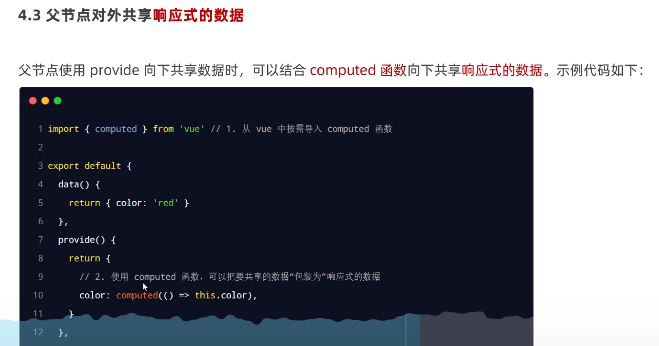 4.3 父节点对外共享响应式的数据
父节点使用 provide 向下共享数据时，可以结合 computed 函数向下共享响应式的数据。示例代码如下：
1 import { computed } from 'vue' // 1. 从 vue 中按需导入 computed 函数
2
3 export default {
4 data() {
5 return { color: 'red' }
6 },
7 provide() {
8 return {
9 // 2. 使用 computed 函数，可以把要共享的数据“包装为”响应式的数据
10 color: computed(() => this.color),
11 }
12 },